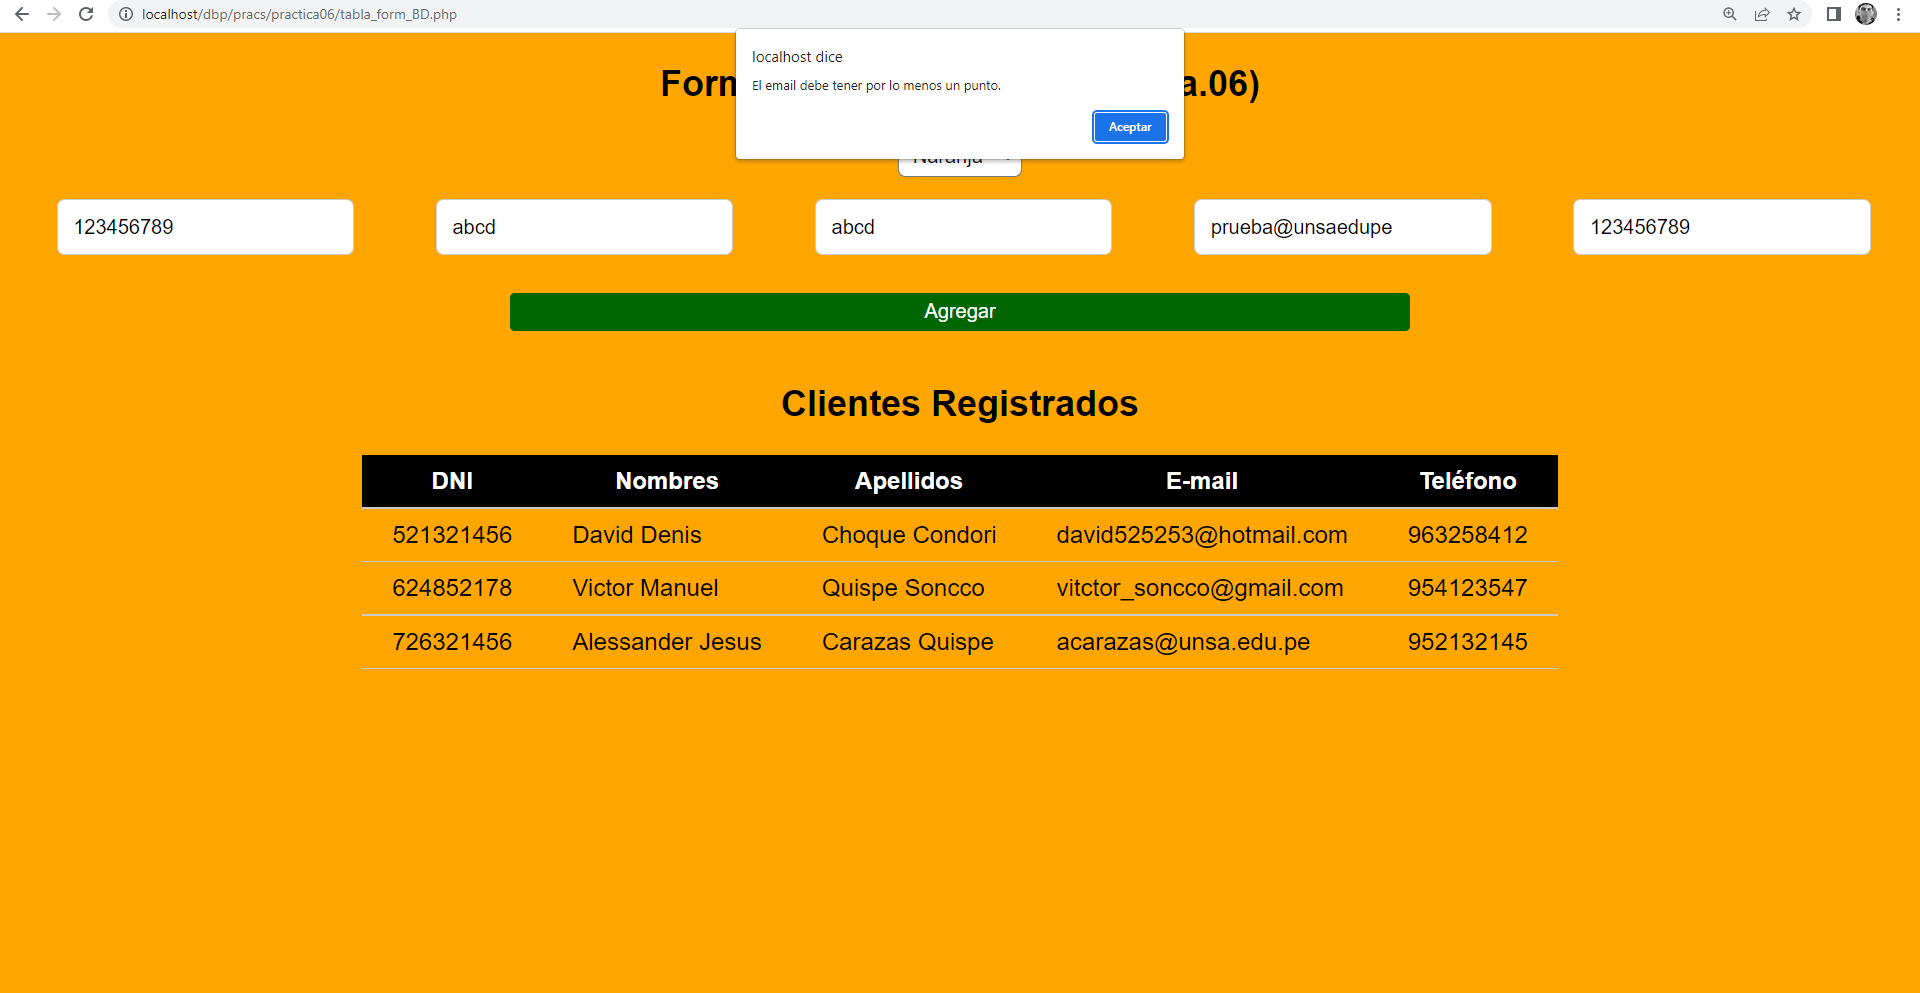 localhost/dbp/pracs/practica06/tabla_form_BD.php
localhost dice
El email debe tener por lo menos un punto.
Aceptar
a.06)
Naranja
123456789 abcd abcd prueba@unsaedupe 123456789
Agregar
Clientes Registrados
DNI Nombres Apellidos E-mail Teléfono
521321456 David Denis Choque Condori david525253@hotmail.com 963258412
624852178 Victor Manuel Quispe Soncco vitctor_soncco@gmail.com 954123547
726321456 Alessander Jesus Carazas Quispe acarazas@unsa.edu.pe 952132145